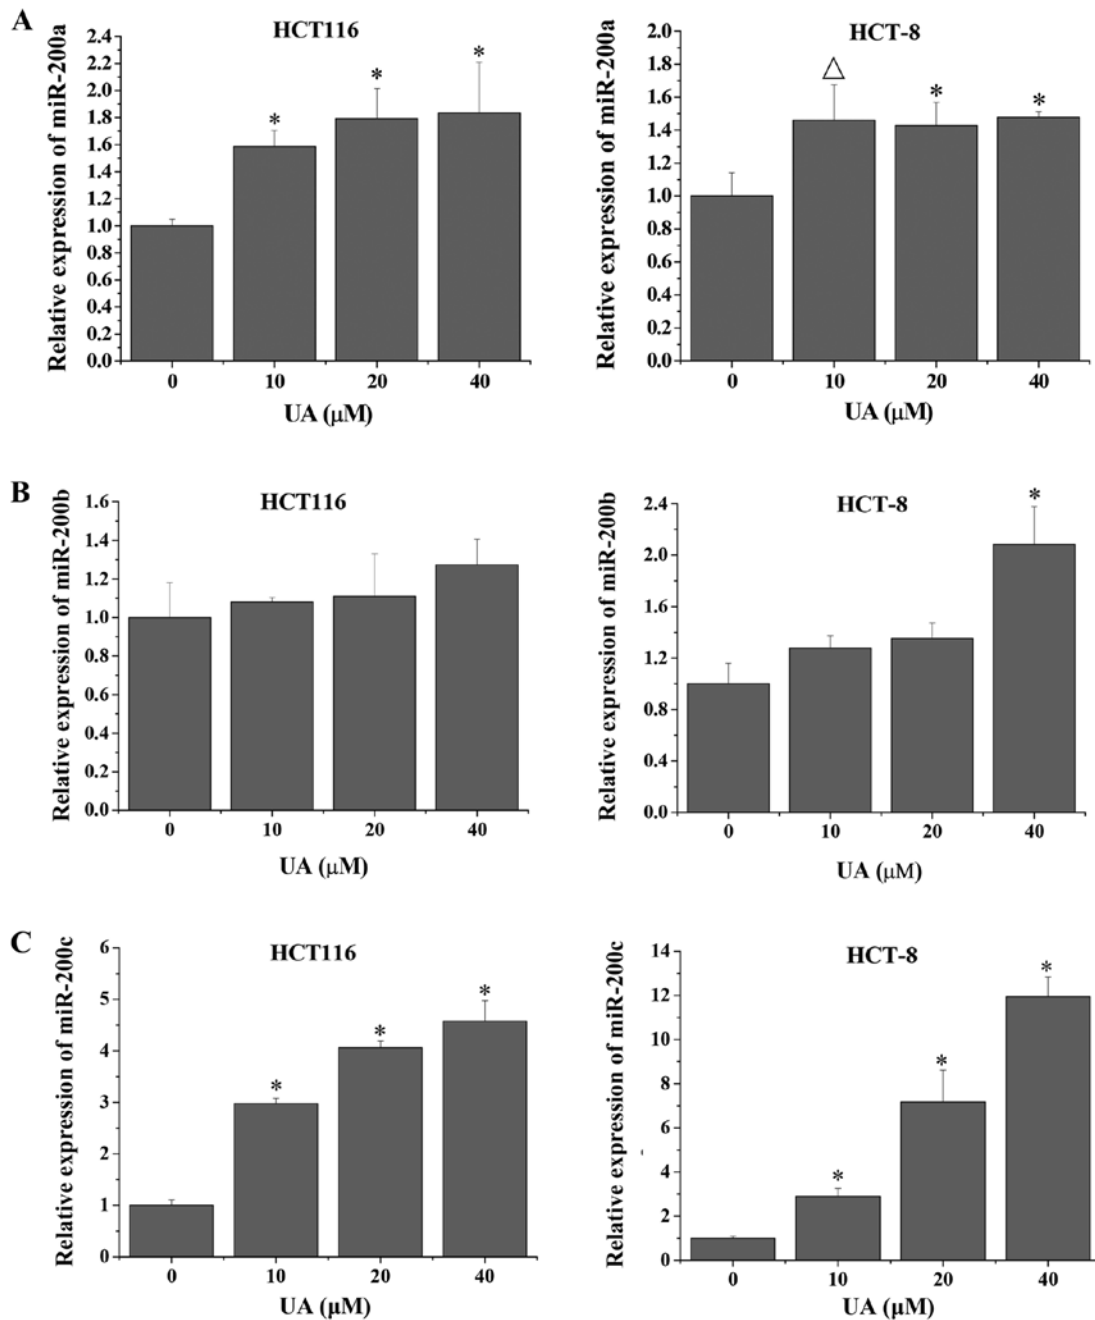 A
HCT116
Relative expression of miR-200a
2.4
2.2
2.0
1.8
1.6
1.4
1.2
1.0
0.8
0.6
0.4
0.2
0.0
* * *
0 10 20 40
UA (μM)
HCT-8
Relative expression of miR-200a
2.0
1.8
1.6
1.4
1.2
1.0
0.8
0.6
0.4
0.2
0.0
△ * *
0 10 20 40
UA (μM)
B
HCT116
Relative expression of miR-200b
1.6
1.4
1.2
1.0
0.8
0.6
0.4
0.2
0.0
0 10 20 40
UA (μM)
HCT-8
Relative expression of miR-200b
2.4
2.0
1.6
1.2
0.8
0.4
0.0
*
0 10 20 40
UA (μM)
C
HCT116
Relative expression of miR-200c
6
5
4
3
2
1
0
* * *
0 10 20 40
UA (μM)
HCT-8
Relative expression of miR-200c
14
12
10
8
6
4
2
0
* * *
0 10 20 40
UA (μM)